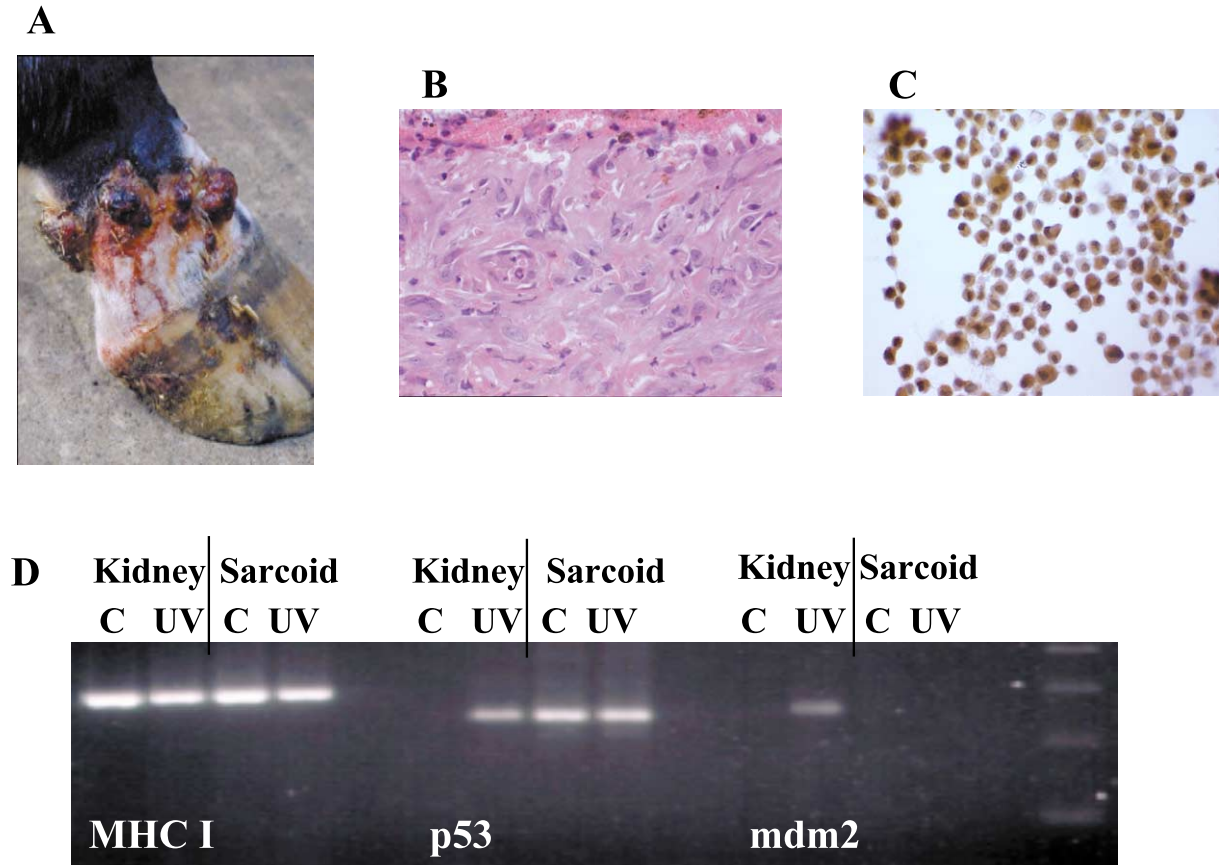 A
B
C
D
Kidney Sarcoid Kidney Sarcoid Kidney Sarcoid
C UV C UV C UV C UV C UV C UV
MHC I p53 mdm2